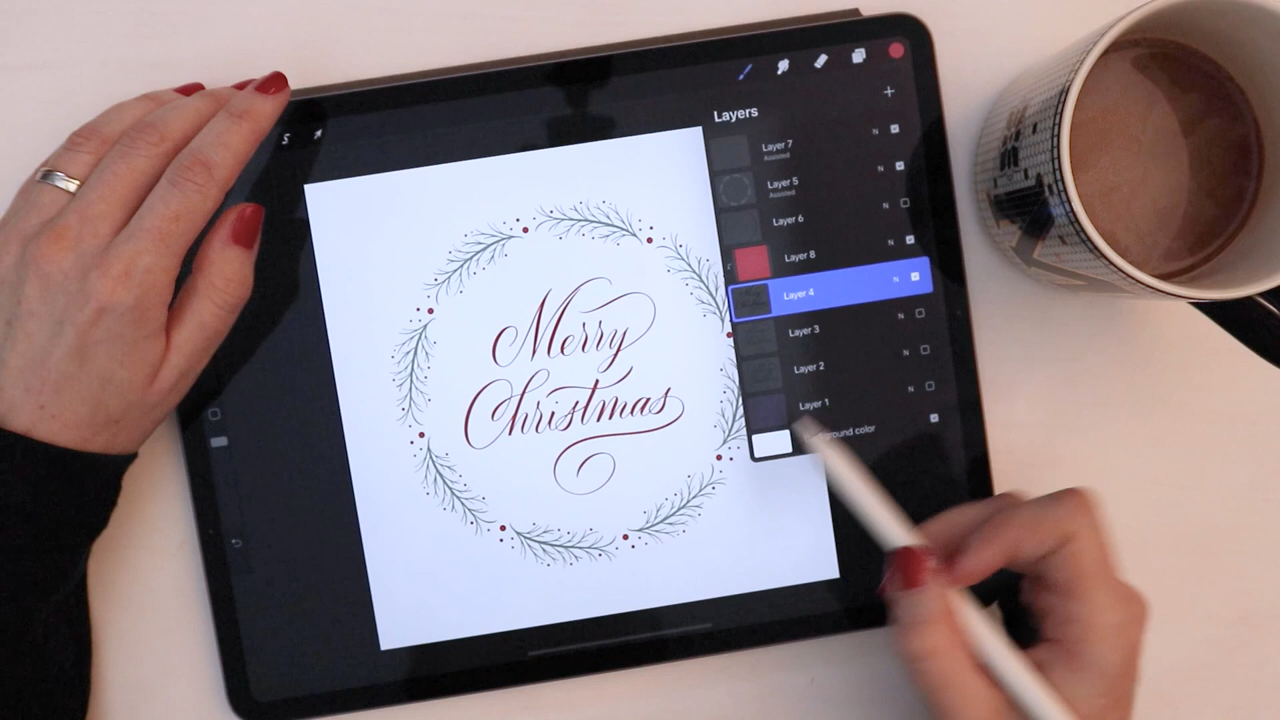 Layers
N
Layer 7
Assisted
N
Layer 5
Assisted
N
Layer 6
N
Layer 8
N
Layer 4
N
Layer 3
N
Layer 2
N
Layer 1
color
Merry
Christmas